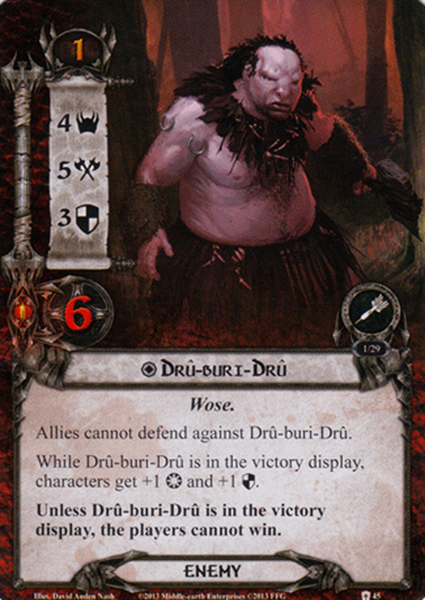 1
4
5
3
6
1/29
Drû-buri-Drû
Wose.
Allies cannot defend against Drû-buri-Drû.
While Drû-buri-Drû is in the victory display,
characters get +1 and +1 .
Unless Drû-buri-Drû is in the victory
display, the players cannot win.
ENEMY
Illus. David Auden Nash ©2013 Middle-earth Enterprises ©2013 FFG 45